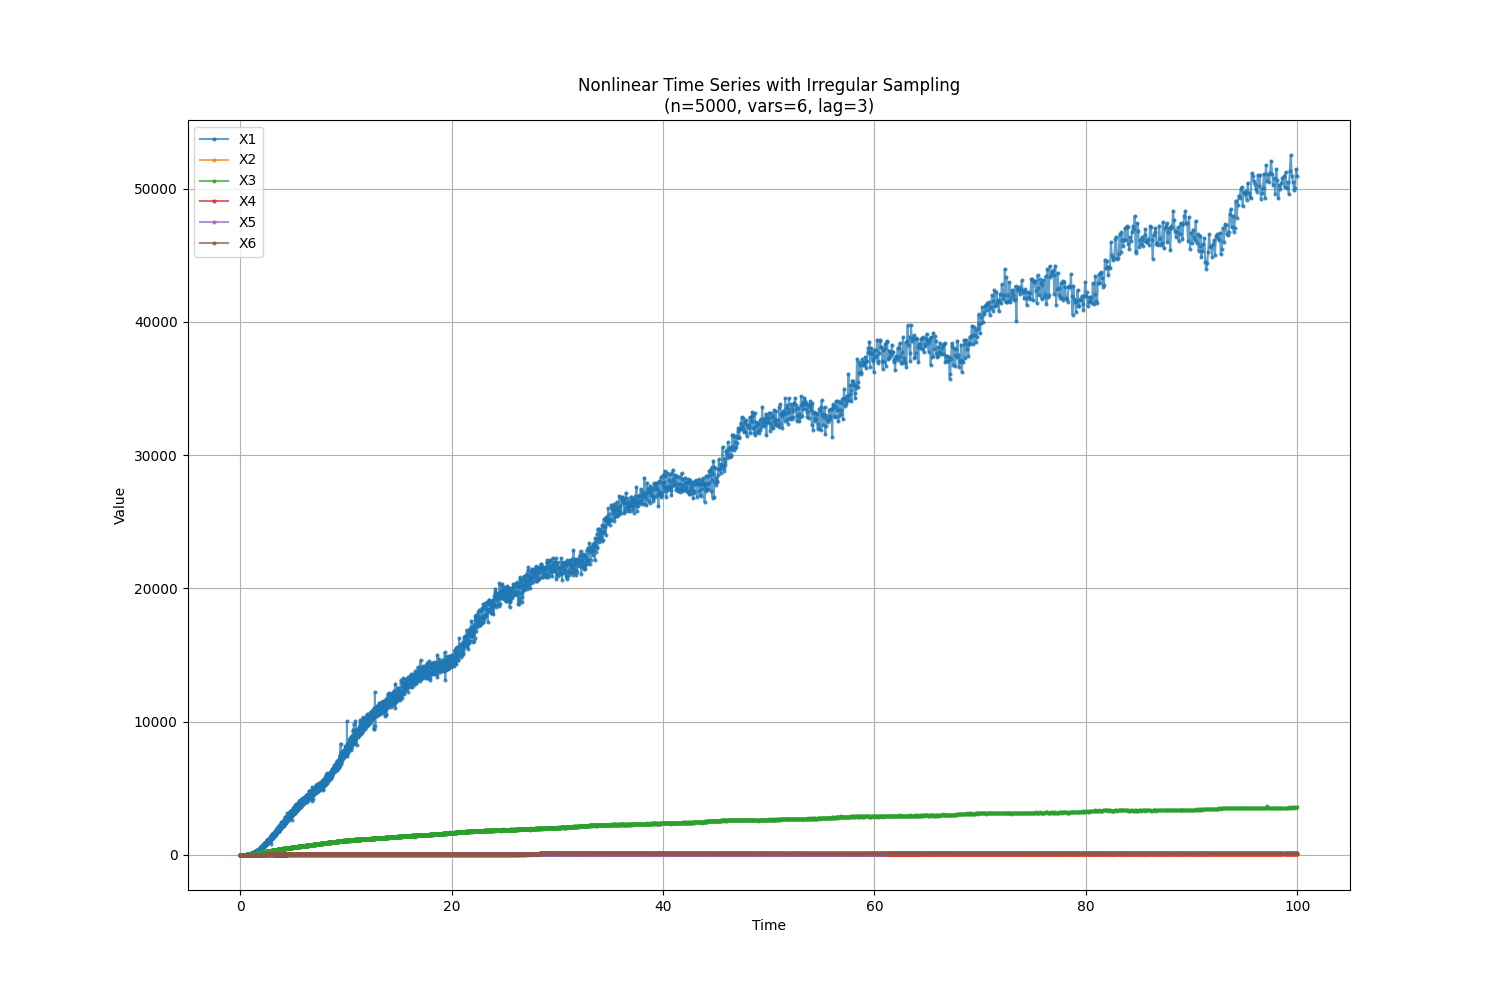 Nonlinear Time Series with Irregular Sampling
(n=5000, vars=6, lag=3)
X1
X2
X3
X4
X5
X6
50000
40000
30000
20000
10000
0
Value
0 20 40 60 80 100
Time